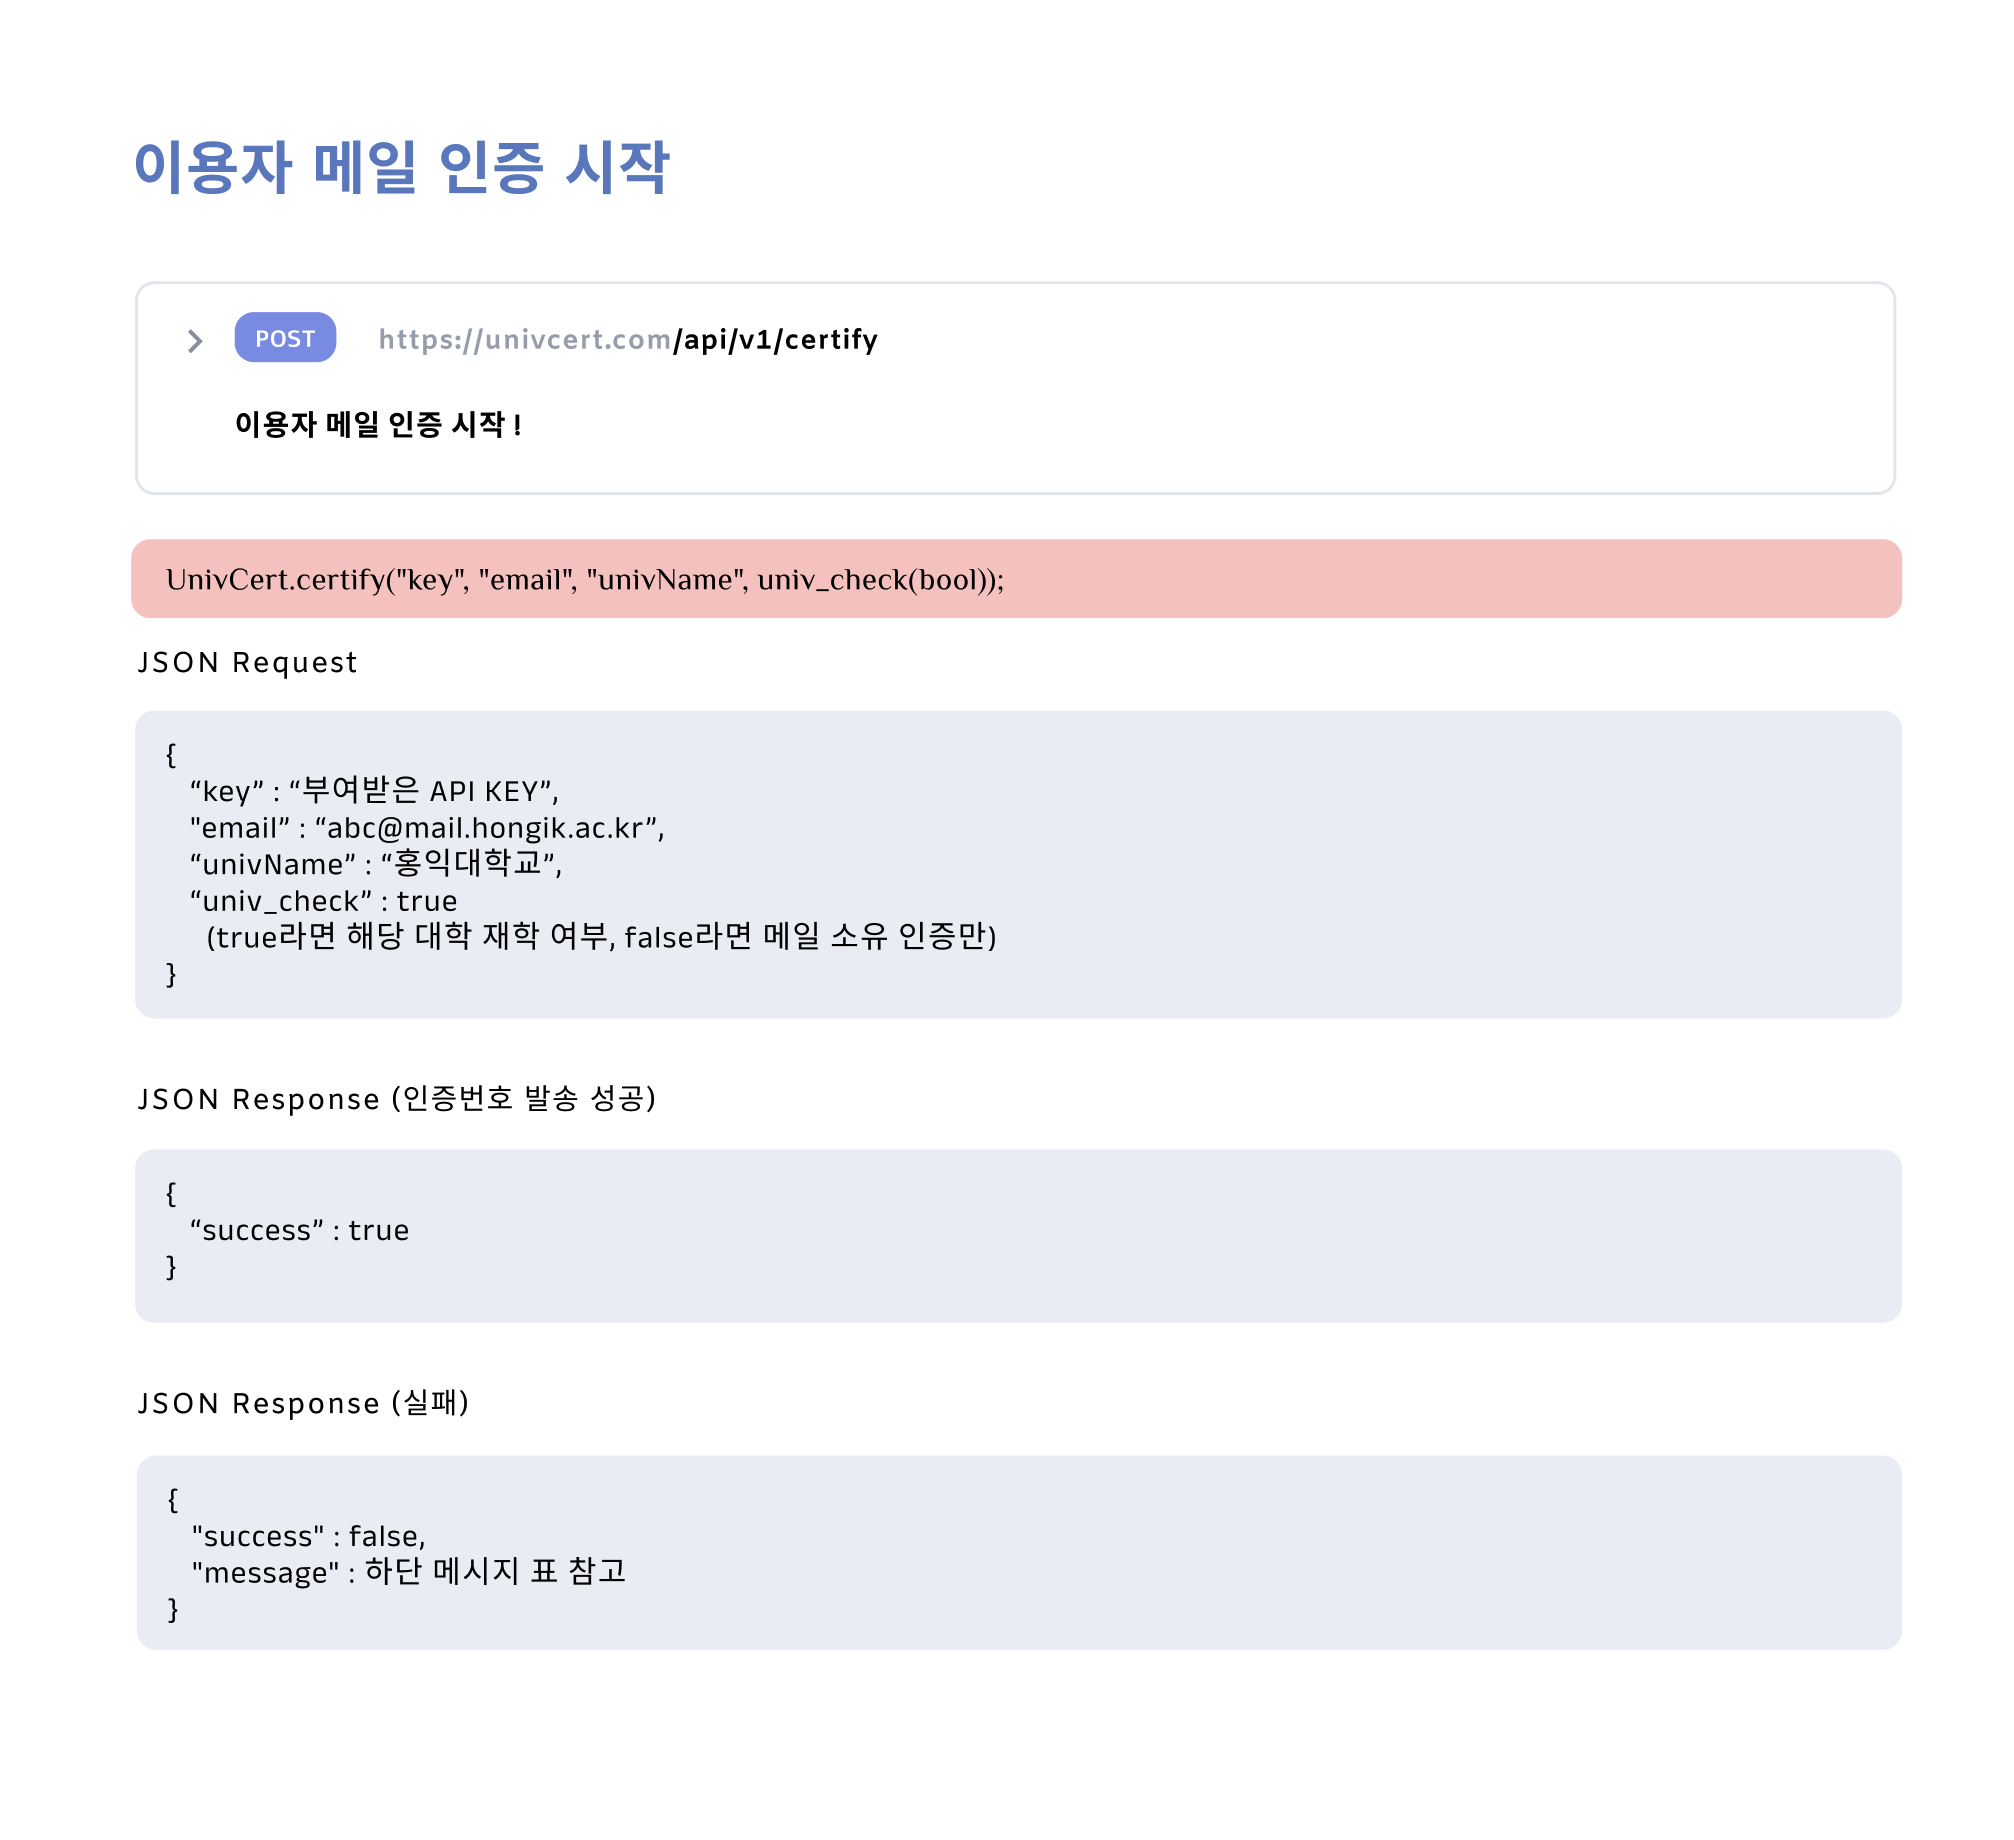 이용자 메일 인증 시작
POST https://univcert.com/api/v1/certify
이용자 메일 인증 시작 !
UnivCert.certify("key", "email", "univName", univ_check(bool));
JSON Request
{
“key” : “부여받은 API KEY”,
"email” : “abc@mail.hongik.ac.kr”,
“univName” : “홍익대학교”,
“univ_check” : true
(true라면 해당 대학 재학 여부, false라면 메일 소유 인증만)
}
JSON Response (인증번호 발송 성공)
{
“success” : true
}
JSON Response (실패)
{
"success" : false,
"message" : 하단 메시지 표 참고
}